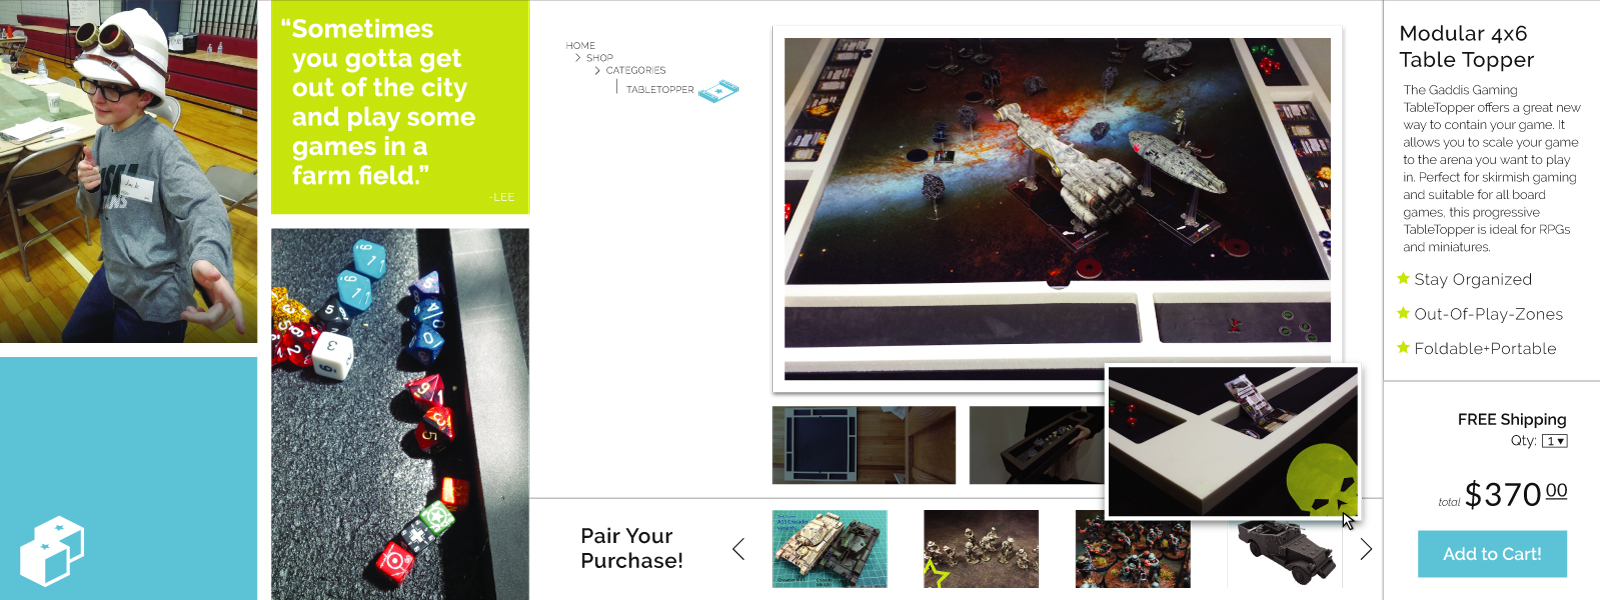 “Sometimes
you gotta get
out of the city
and play some
games in a
farm field.”
-LEE
HOME
> SHOP
> CATEGORIES
TABLETOPPER
Pair Your
Purchase!
Modular 4x6
Table Topper
The Gaddis Gaming
TableTopper offers a great new
way to contain your game. It
allows you to scale your game
to the arena you want to play
in. Perfect for skirmish gaming
and suitable for all board
games, this progressive
TableTopper is ideal for RPGs
and miniatures.
Stay Organized
Out-Of-Play-Zones
Foldable+Portable
FREE Shipping
Qty: 1
total $370 00
Add to Cart!